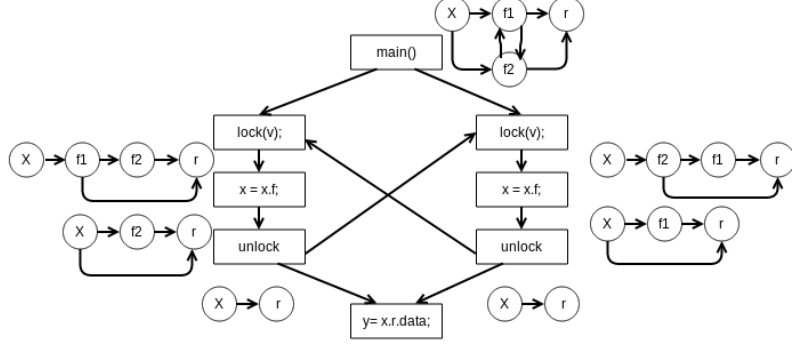 X f1 r
main()
f2
lock(v); lock(v);
X f1 f2 r
X f2 f1 r
x = x.f; x = x.f;
X f2 r
X f1 r
unlock unlock
X r
X r
y= x.r.data;